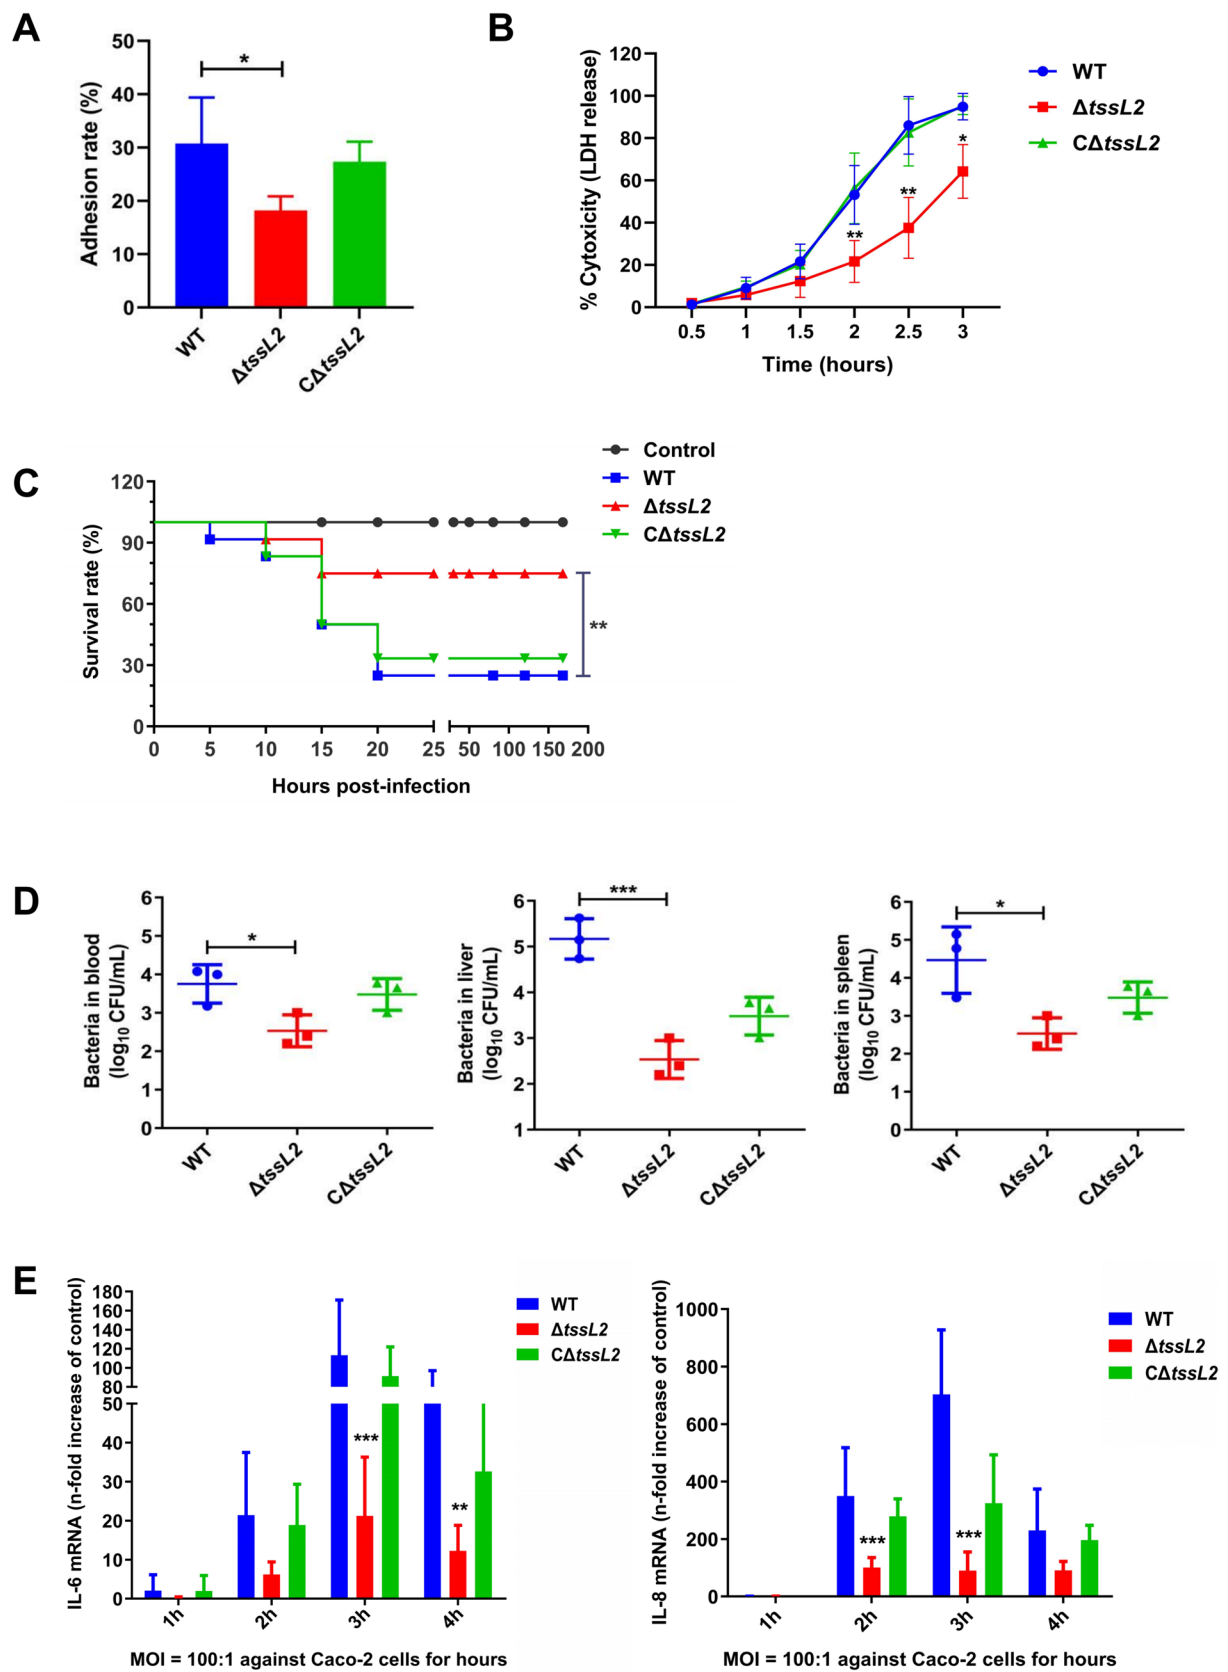 A
50
40
30
20
10
0
Adhesion rate (%)
*
WT
ΔtssL2
CΔtssL2
B
120
100
80
60
40
20
0
% Cytoxicity (LDH release)
**
**
*
0.5 1 1.5 2 2.5 3
Time (hours)
WT
ΔtssL2
CΔtssL2
C
120
90
60
30
0
Survival rate (%)
0 5 10 15 20 25 50 100 150 200
Hours post-infection
**
Control
WT
ΔtssL2
CΔtssL2
D
6
5
4
3
2
1
0
Bacteria in blood
(log10 CFU/mL)
*
WT
ΔtssL2
CΔtssL2
6
5
4
3
2
1
Bacteria in liver
(log10 CFU/mL)
***
WT
ΔtssL2
CΔtssL2
6
5
4
3
2
1
0
Bacteria in spleen
(log10 CFU/mL)
*
WT
ΔtssL2
CΔtssL2
E
180
160
140
120
100
80
50
40
30
20
10
0
IL-6 mRNA (n-fold increase of control)
***
**
1h 2h 3h 4h
MOI = 100:1 against Caco-2 cells for hours
WT
ΔtssL2
CΔtssL2
1000
800
600
400
200
0
IL-8 mRNA (n-fold increase of control)
***
***
1h 2h 3h 4h
MOI = 100:1 against Caco-2 cells for hours
WT
ΔtssL2
CΔtssL2